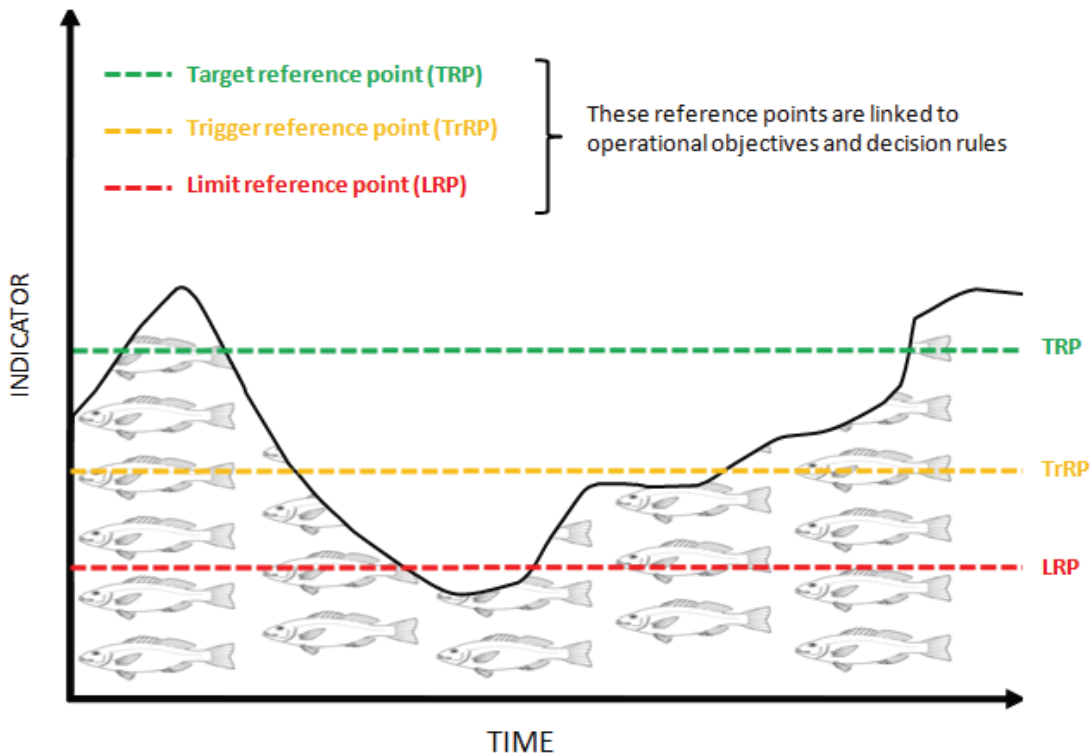 Target reference point (TRP)
Trigger reference point (TrRP)
Limit reference point (LRP)
These reference points are linked to
operational objectives and decision rules
INDICATOR
TRP
TrRP
LRP
TIME